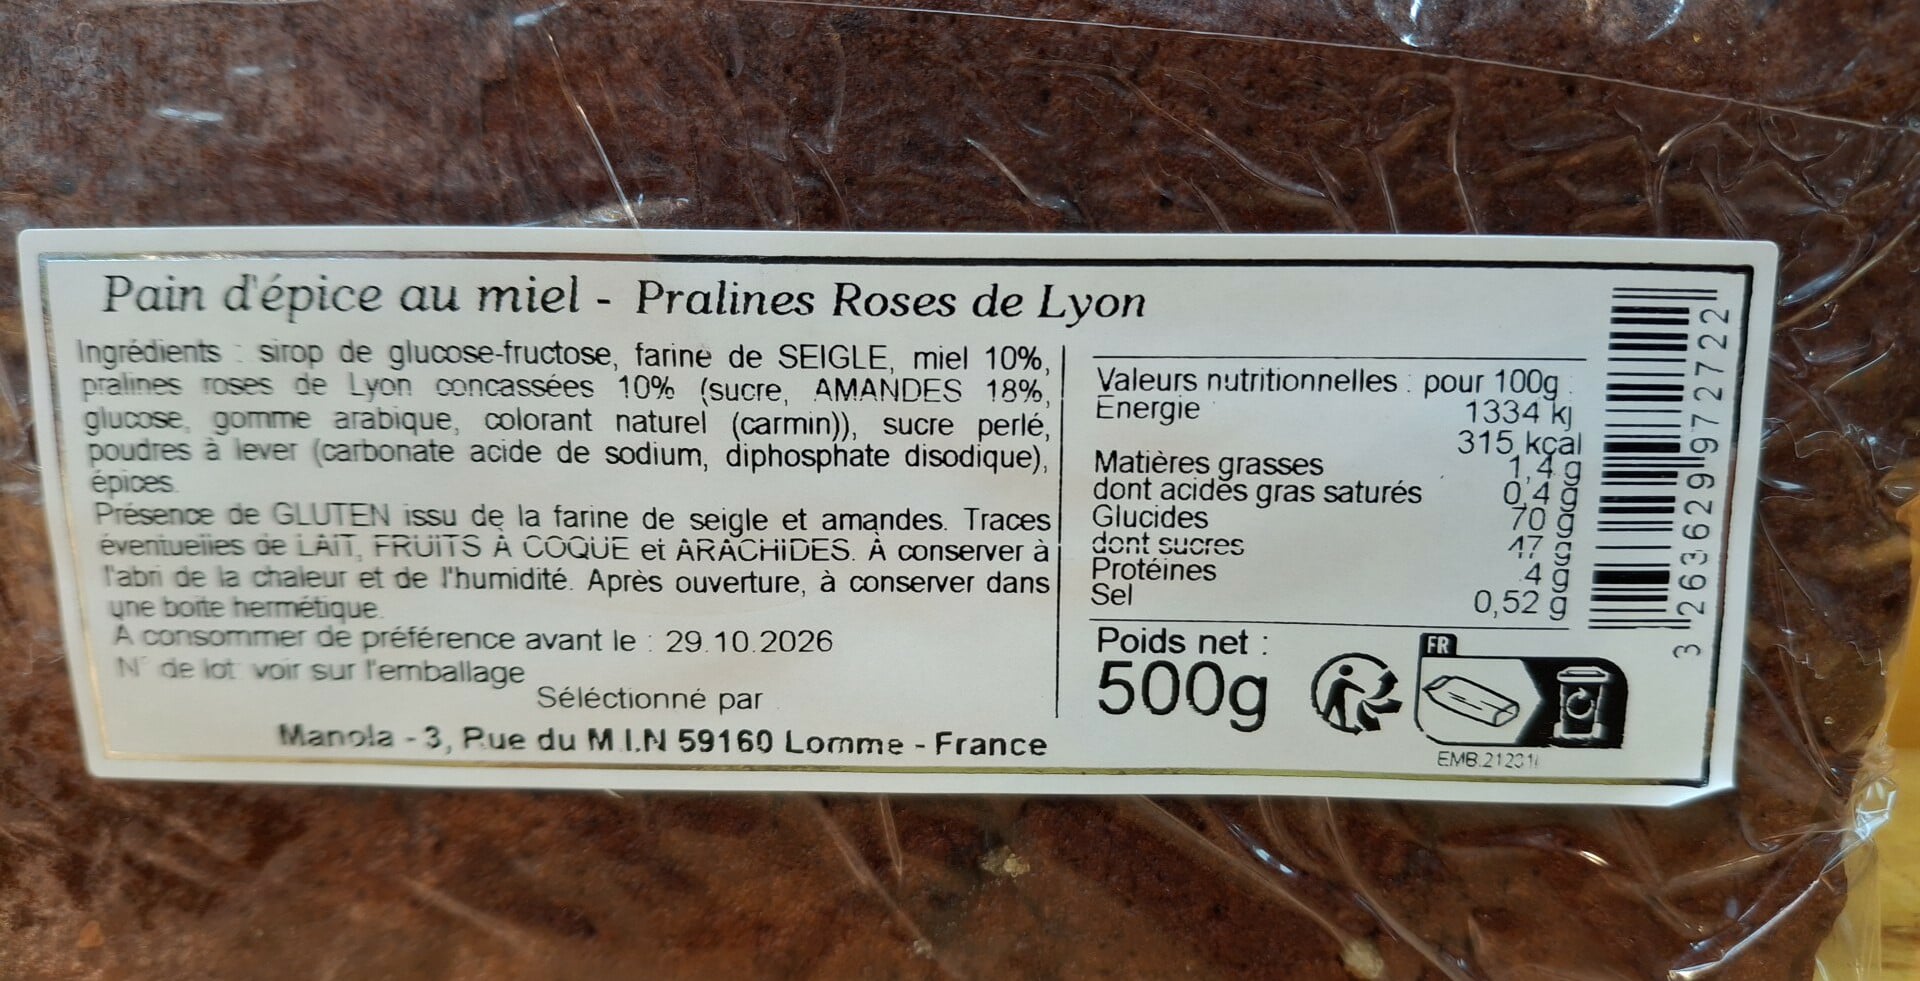 Pain d'épice au miel - Pralines Roses de Lyon
Ingrédients : sirop de glucose-fructose, farine de SEIGLE, miel 10%,
pralines roses de Lyon concassées 10% (sucre, AMANDES 18%,
glucose, gomme arabique, colorant naturel (carmin)), sucre perlé,
poudres à lever (carbonate acide de sodium, diphosphate disodique),
épices.
Présence de GLUTEN issu de la farine de seigle et amandes. Traces
éventuelles de LAIT, FRUITS À COQUE et ARACHIDES. À conserver à
l'abri de la chaleur et de l'humidité. Après ouverture, à conserver dans
une boite hermétique.
A consommer de préférence avant le : 29.10.2026
N° de lot voir sur l'emballage
Séléctionné par
Manola - 3, Rue du M.I.N 59160 Lomme - France
Valeurs nutritionnelles : pour 100g :
Energie 1334 kj
315 kcal
Matières grasses 1,4 g
dont acides gras saturés 0,4 g
Glucides 70 g
dont sucres 47 g
Protéines 4 g
Sel 0,52 g
Poids net :
500g
FR
3 263629 972722